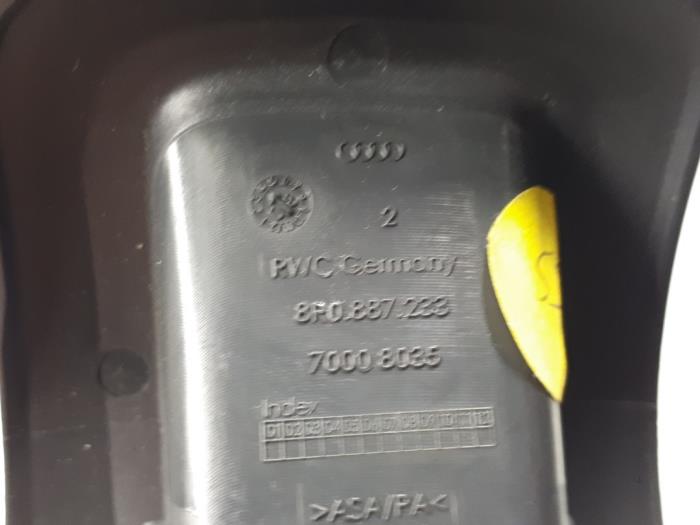 2
RWC Germany
8F0.887.233
7000 8035
Index
01 02 03 04 05 06 07 08 09 10 11 12
>ASA/PA<